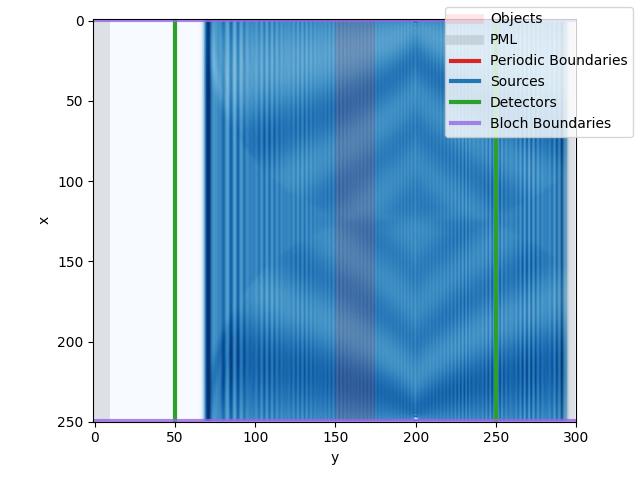 Objects
PML
Periodic Boundaries
Sources
Detectors
Bloch Boundaries
0
50
100
150
200
250
x
0 50 100 150 200 250 300
y